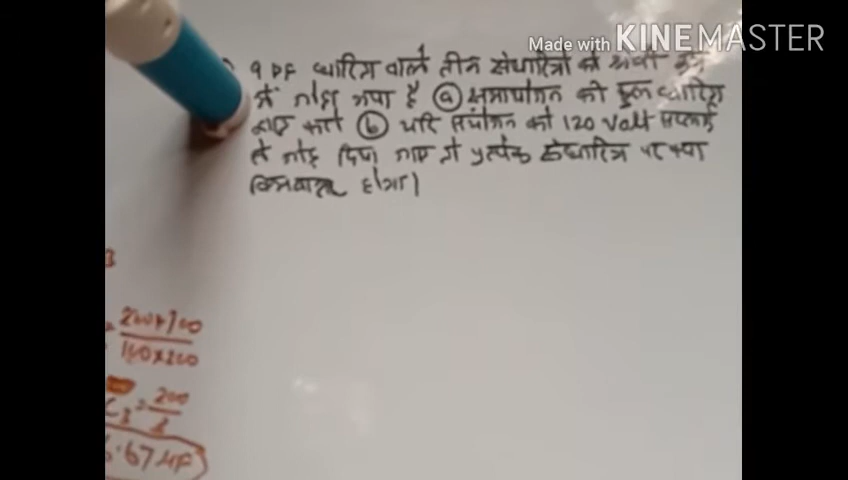 Made with KINEMASTER
9 PF धारित्र वाले तीन संधारित्रों को श्रेणी क्रम
में जोड़ा गया है (a) समायोजन की कुल धारित्र
ज्ञात करो (b) यदि संयोजन को 120 Volt सप्लाई
से जोड़ दिया जाए तो प्रत्येक संधारित्र पर क्या
विभवान्तर होगा।
= 200+100
100×200
= 200
.67 µF